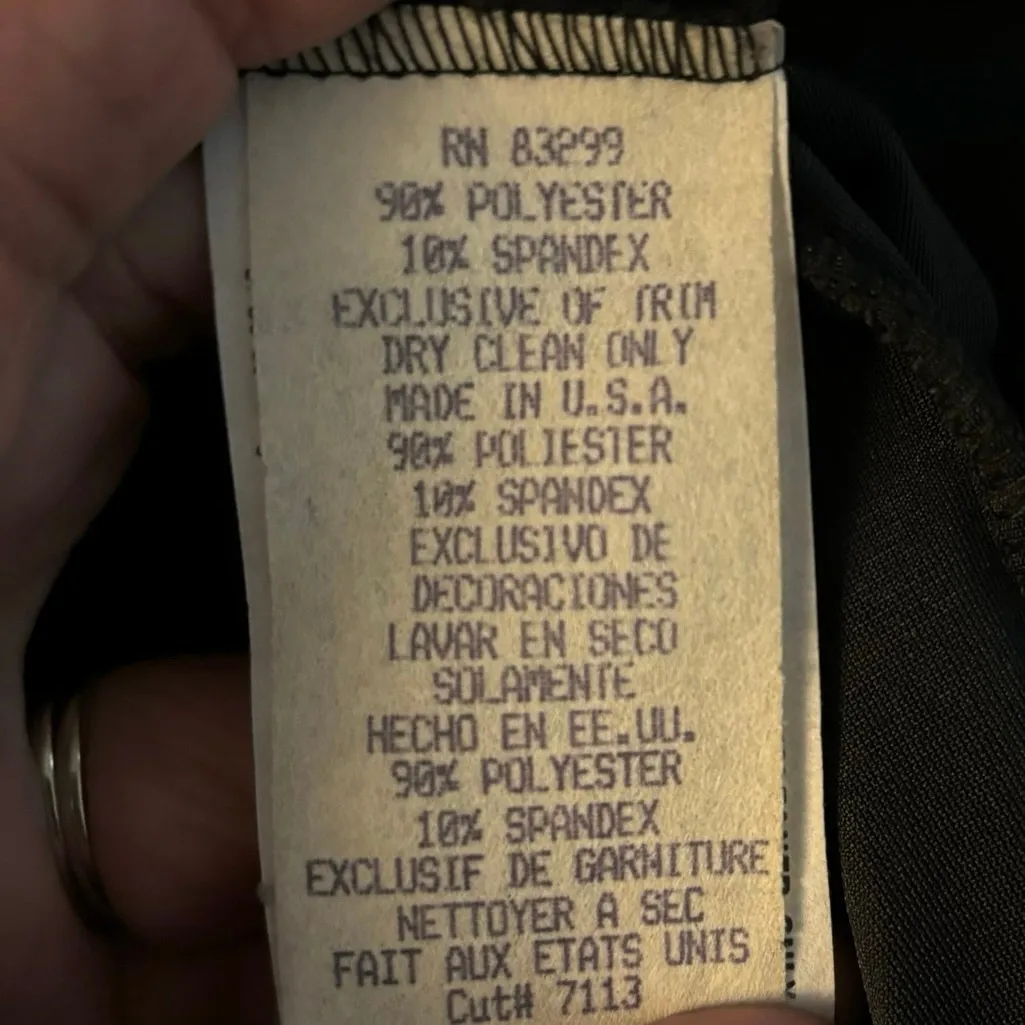 RN 83299
90% POLYESTER
10% SPANDEX
EXCLUSIVE OF TRIM
DRY CLEAN ONLY
MADE IN U.S.A.
90% POLIESTER
10% SPANDEX
EXCLUSIVO DE
DECORACIONES
LAVAR EN SECO
SOLAMENTE
HECHO EN EE.UU.
90% POLYESTER
10% SPANDEX
EXCLUSIF DE GARNITURE
NETTOYER A SEC
FAIT AUX ETATS UNIS
Cut# 7113